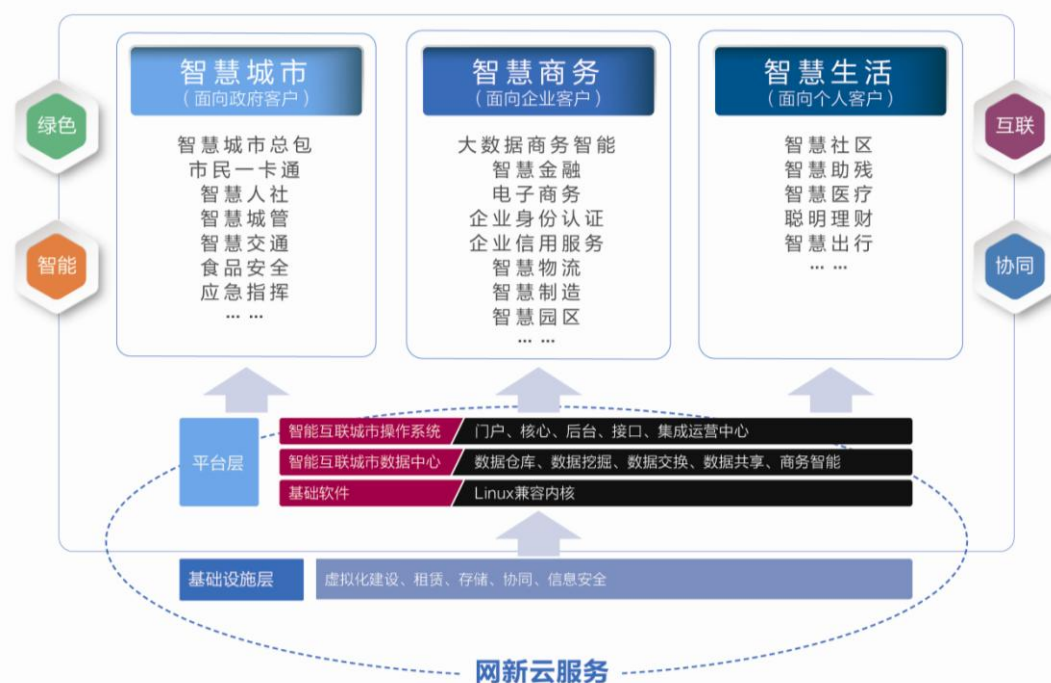 智慧城市
（面向政府客户）
智慧城市总包
市民一卡通
智慧人社
智慧城管
智慧交通
食品安全
应急指挥
… …
智慧商务
（面向企业客户）
大数据商务智能
智慧金融
电子商务
企业身份认证
企业信用服务
智慧物流
智慧制造
智慧园区
… …
智慧生活
（面向个人客户）
智慧社区
智慧助残
智慧医疗
聪明理财
智慧出行
… …
绿色
智能
互联
协同
平台层
智能互联城市操作系统
门户、核心、后台、接口、集成运营中心
智能互联城市数据中心
数据仓库、数据挖掘、数据交换、数据共享、商务智能
基础软件
Linux兼容内核
基础设施层
虚拟化建设、租赁、存储、协同、信息安全
网新云服务